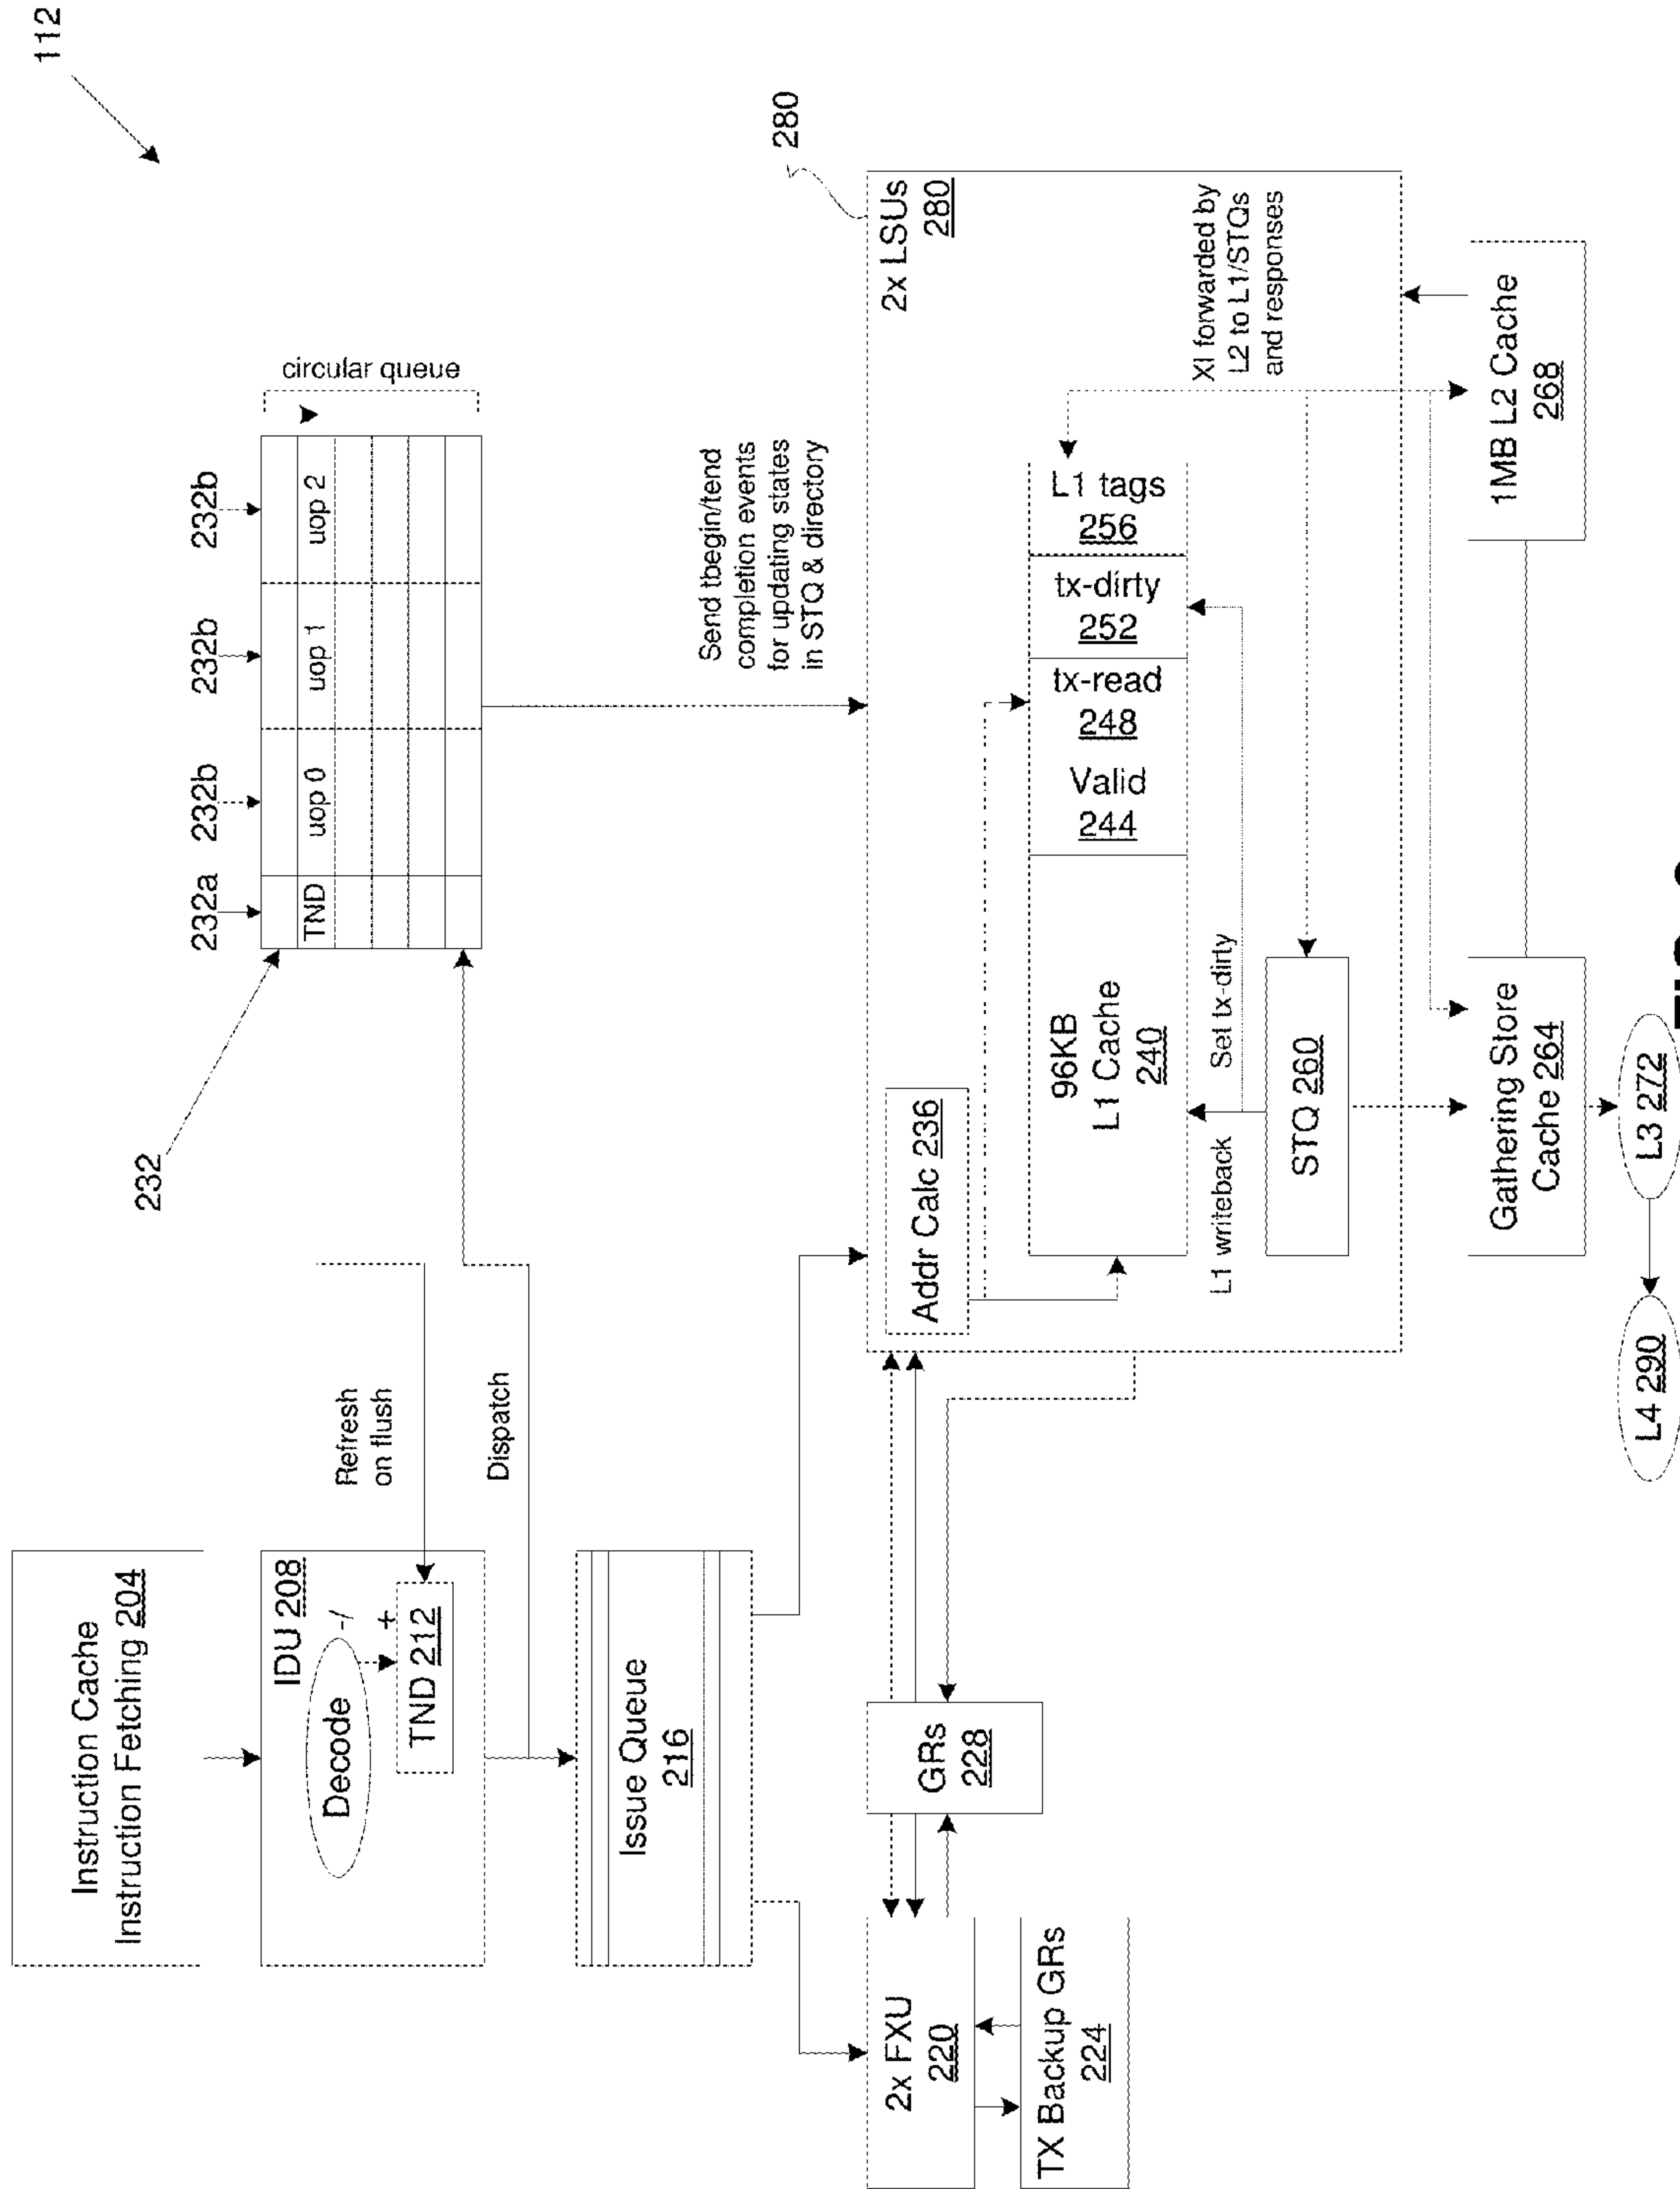 112
Instruction Cache
Instruction Fetching 204
IDU 208
Decode
-/
+
TND 212
Refresh
on flush
Dispatch
Issue Queue
216
232
232a
232b
232b
232b
TND
uop 0
uop 1
uop 2
circular queue
Send tbegin/tend
completion events
for updating states
in STQ & directory
2x FXU
220
TX Backup GRs
224
GRs
228
280
2x LSUs
280
Addr Calc 236
96KB
L1 Cache
240
Valid
244
tx-read
248
tx-dirty
252
L1 tags
256
L1 writeback
Set tx-dirty
XI forwarded by
L2 to L1/STQs
and responses
STQ 260
Gathering Store
Cache 264
1MB L2 Cache
268
L3 272
L4 290